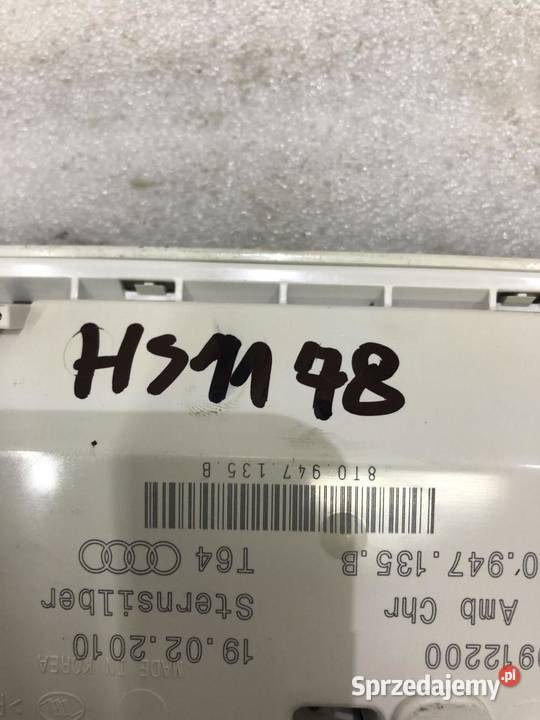 HS1178
8T0.947.135.B
T64
0.947.135.B
Sternsilber
Amb Chr
19.02.2010
0912200
MADE IN KOREA
Sprzedajemy.pl